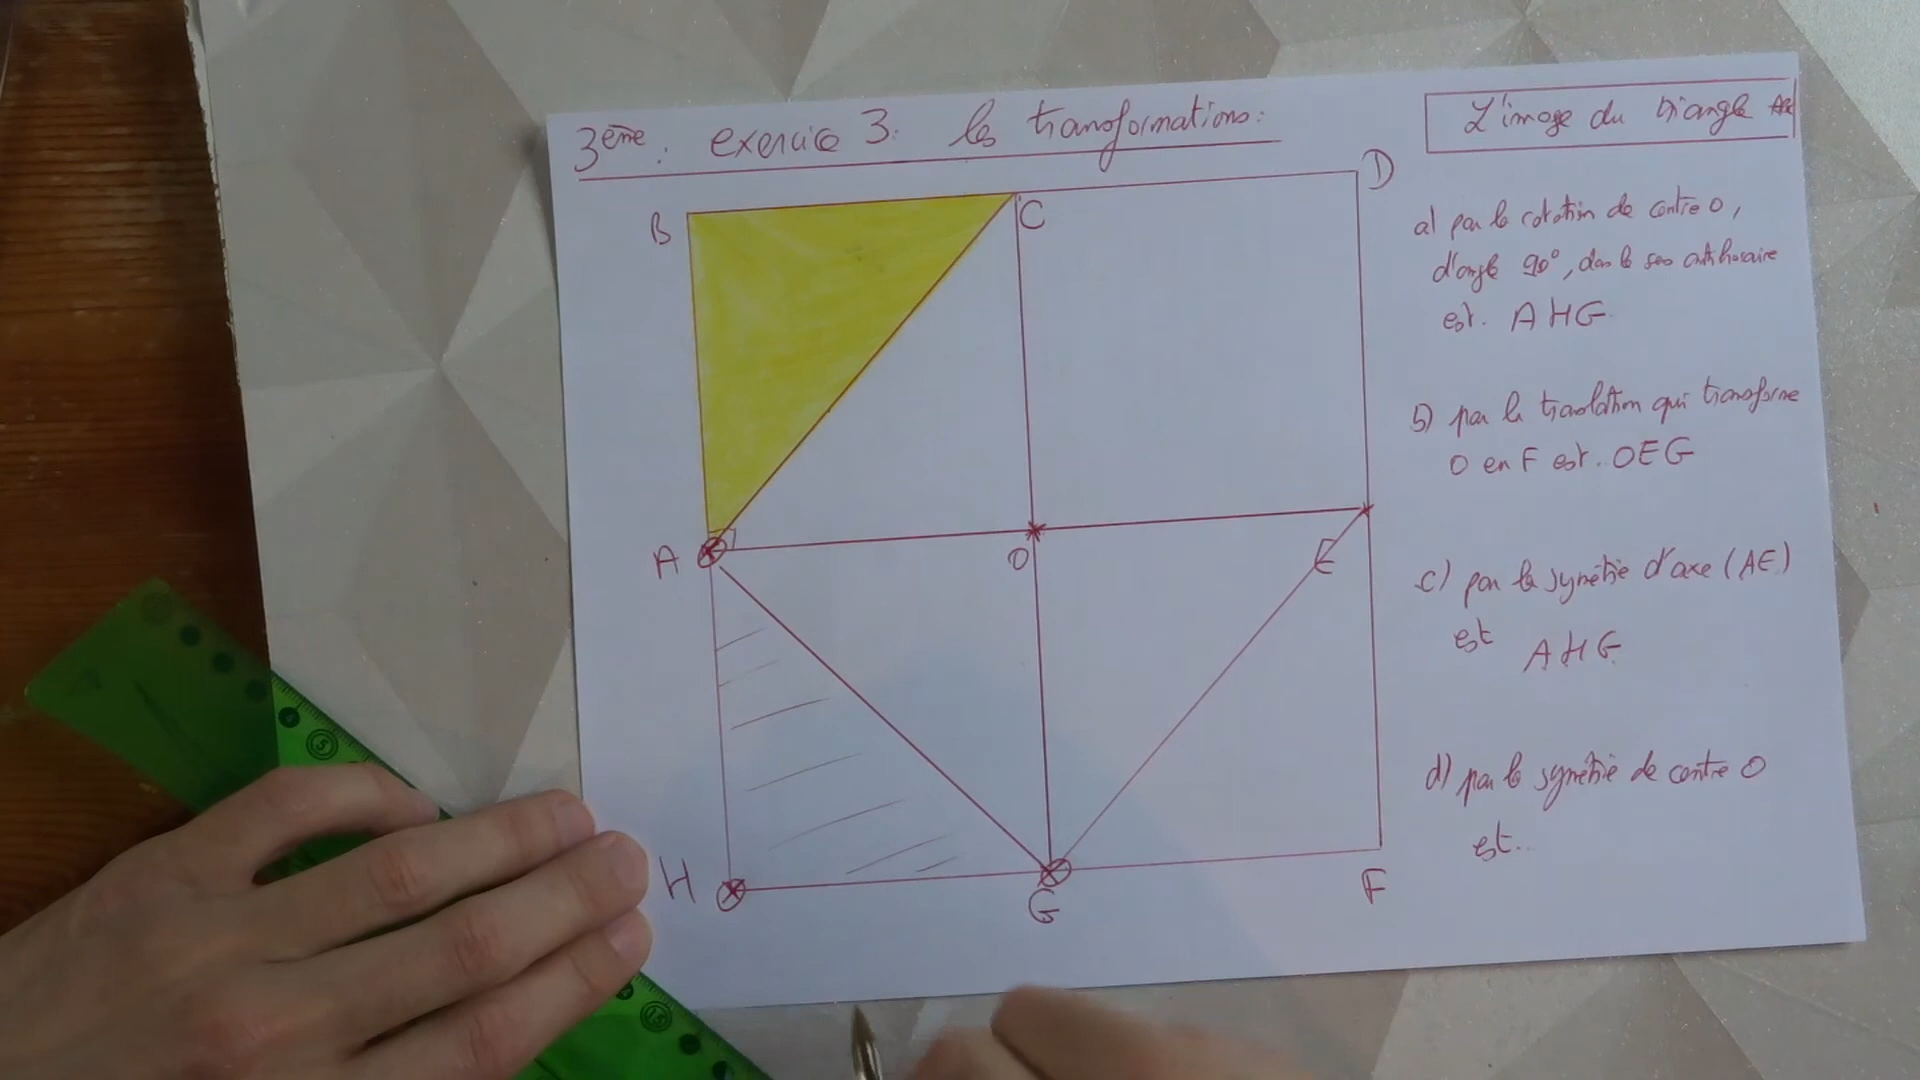 3ème : exercice 3 : les transformations :
L'image du triangle
a) par la rotation de centre O,
d'angle 90°, dans le sens antihoraire
est. AHG
b) par la translation qui transforme
O en F est. OEG
c) par la symétrie d'axe (AE)
est AHG
d) par la symétrie de centre O
est...
B
C
D
A
O
E
H
G
F
5
15